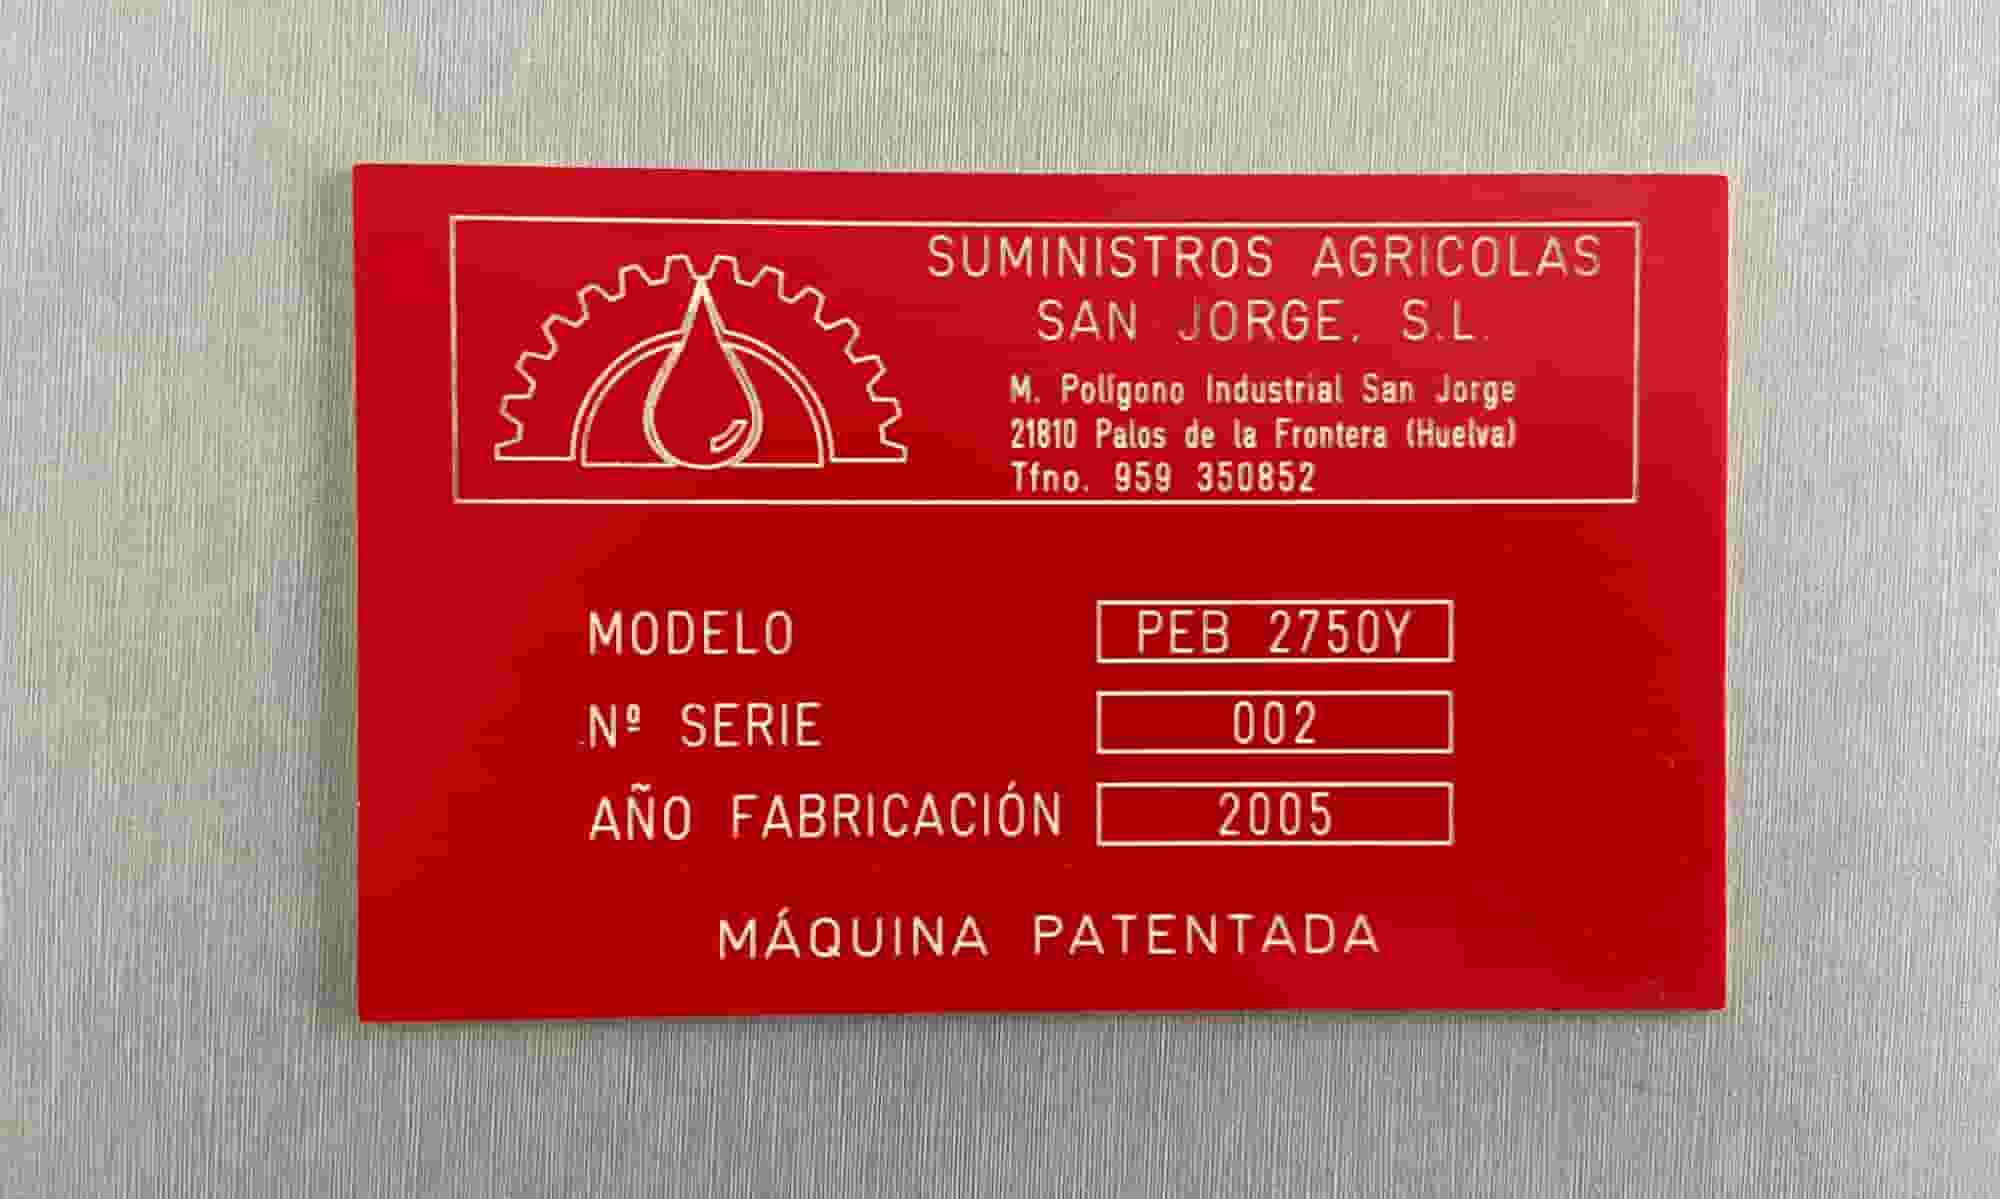 SUMINISTROS AGRICOLAS
SAN JORGE, S.L.
M. Polígono Industrial San Jorge
21810 Palos de la Frontera (Huelva)
Tfno. 959 350852
MODELO PEB 2750Y
Nº SERIE 002
AÑO FABRICACIÓN 2005
MÁQUINA PATENTADA